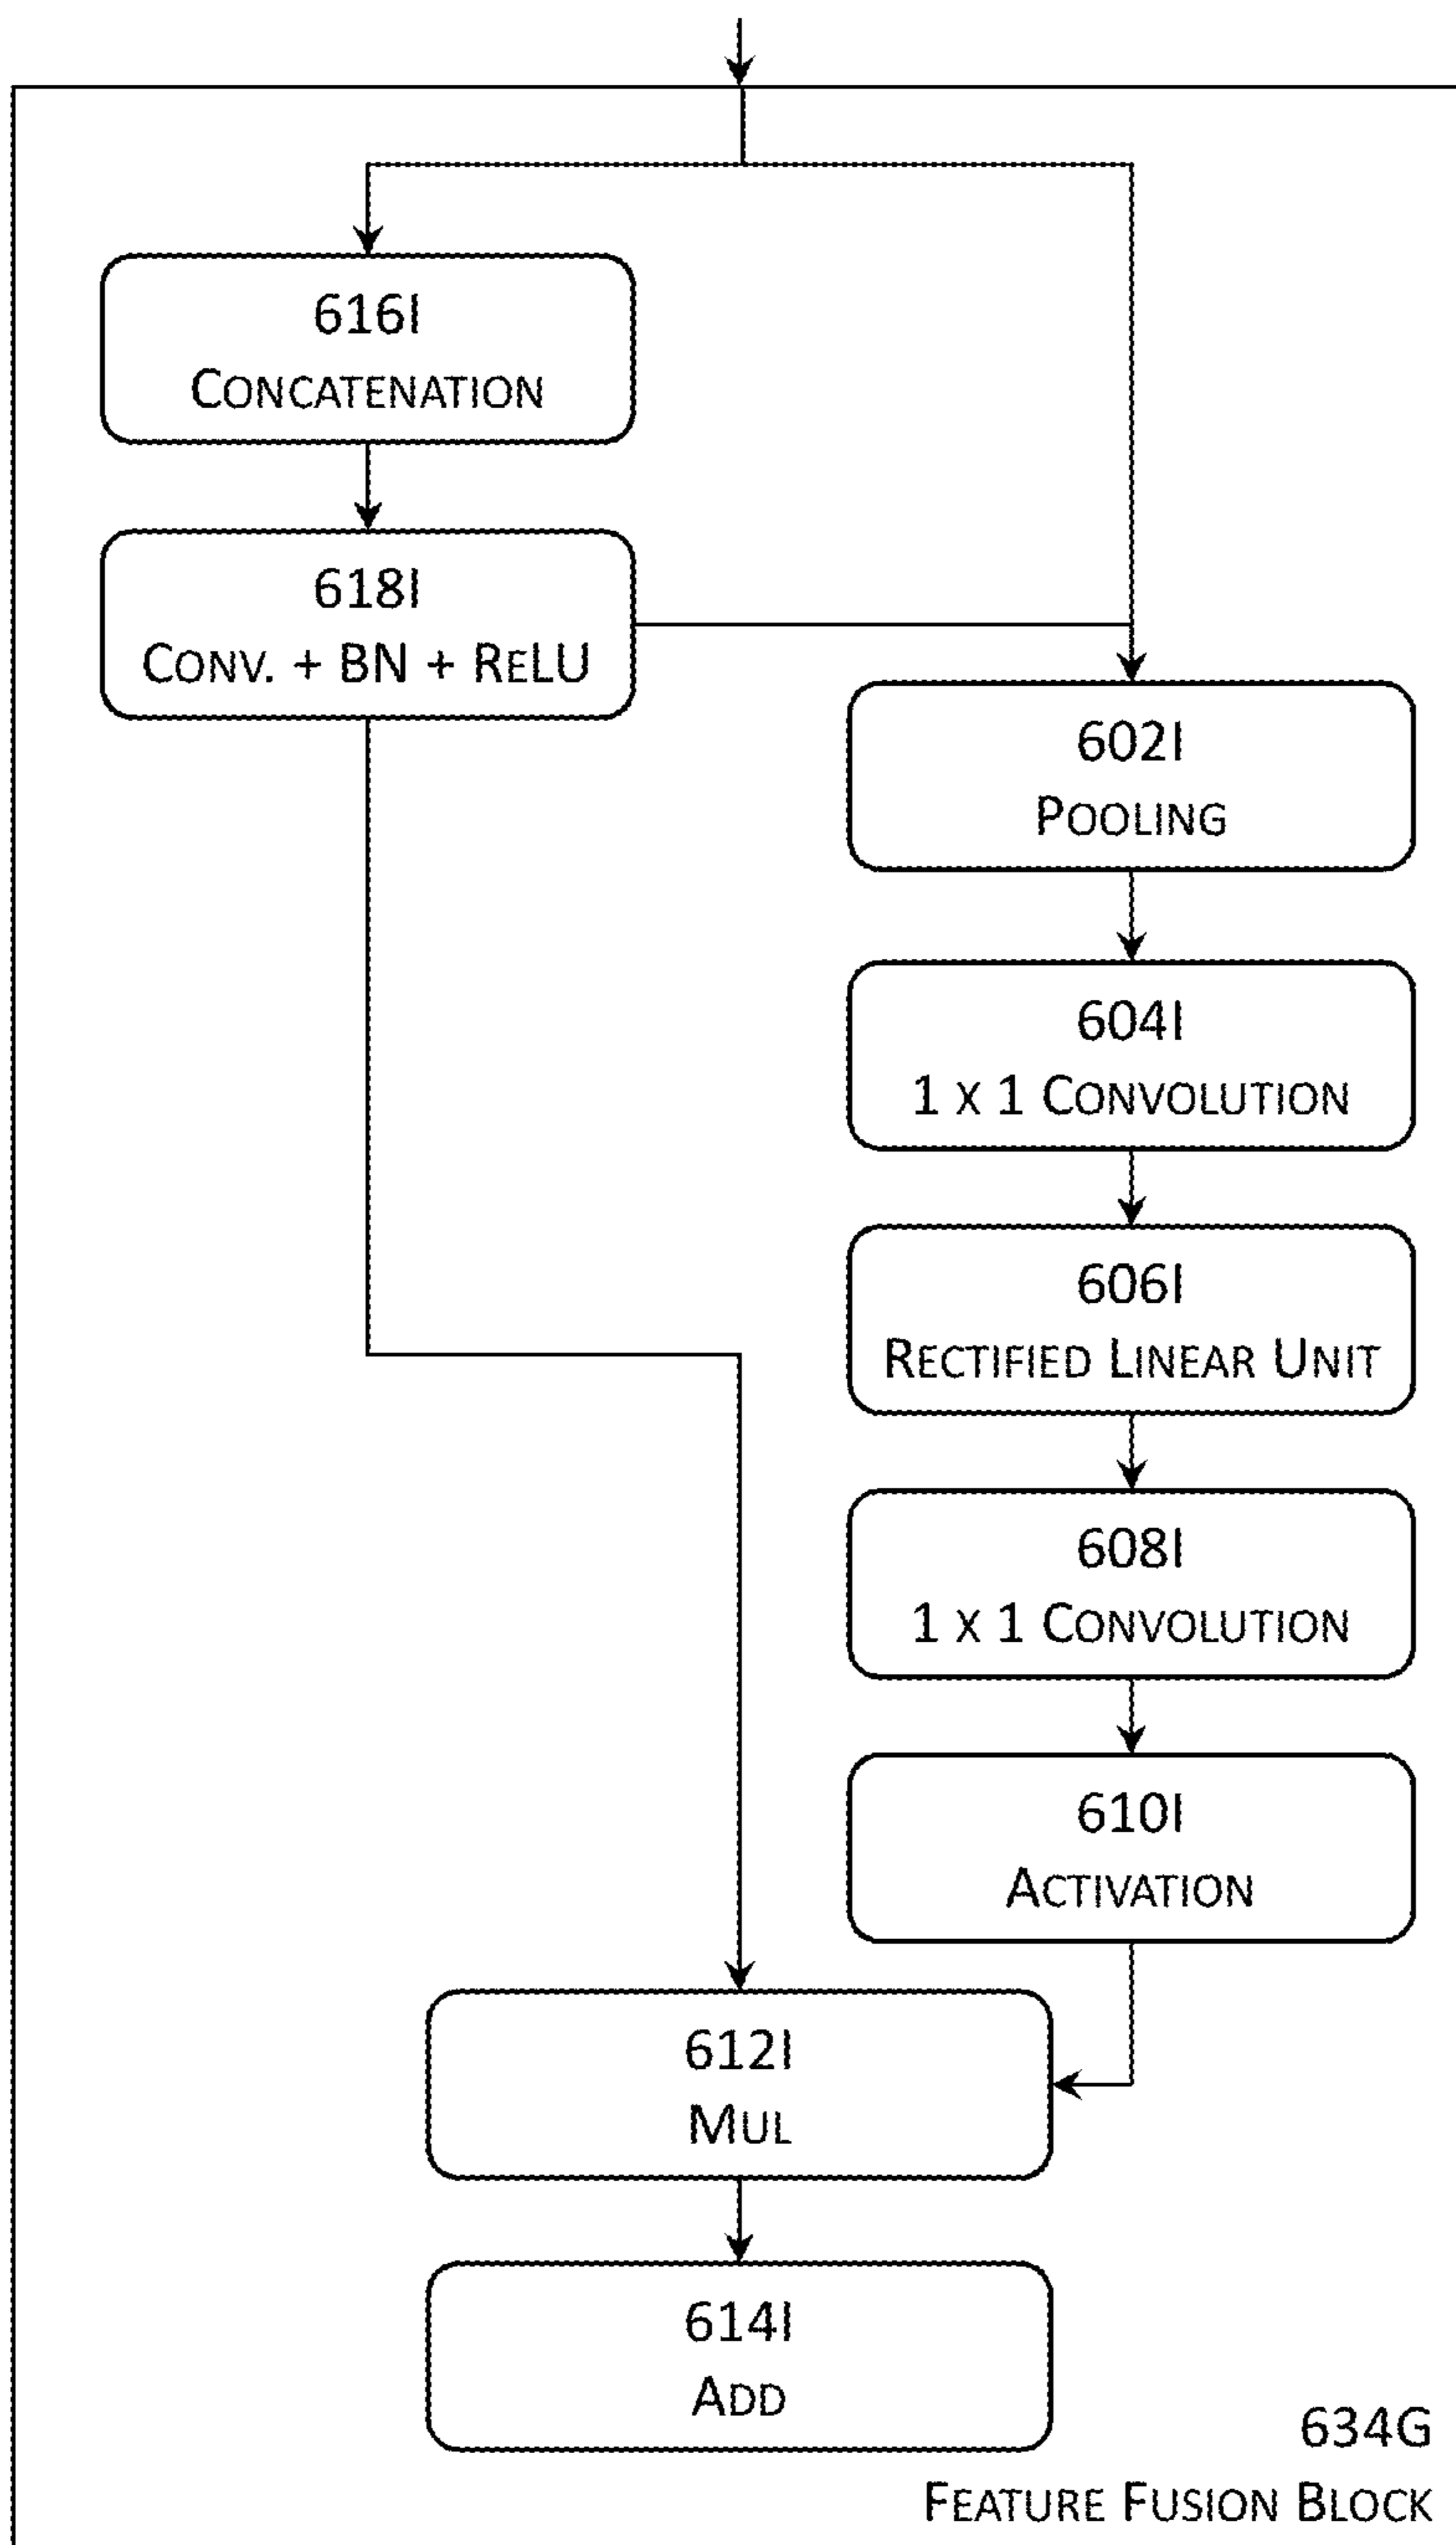 616I
CONCATENATION
618I
CONV. + BN + RELU
602I
POOLING
604I
1 X 1 CONVOLUTION
606I
RECTIFIED LINEAR UNIT
608I
1 X 1 CONVOLUTION
610I
ACTIVATION
612I
MUL
614I
ADD
634G
FEATURE FUSION BLOCK